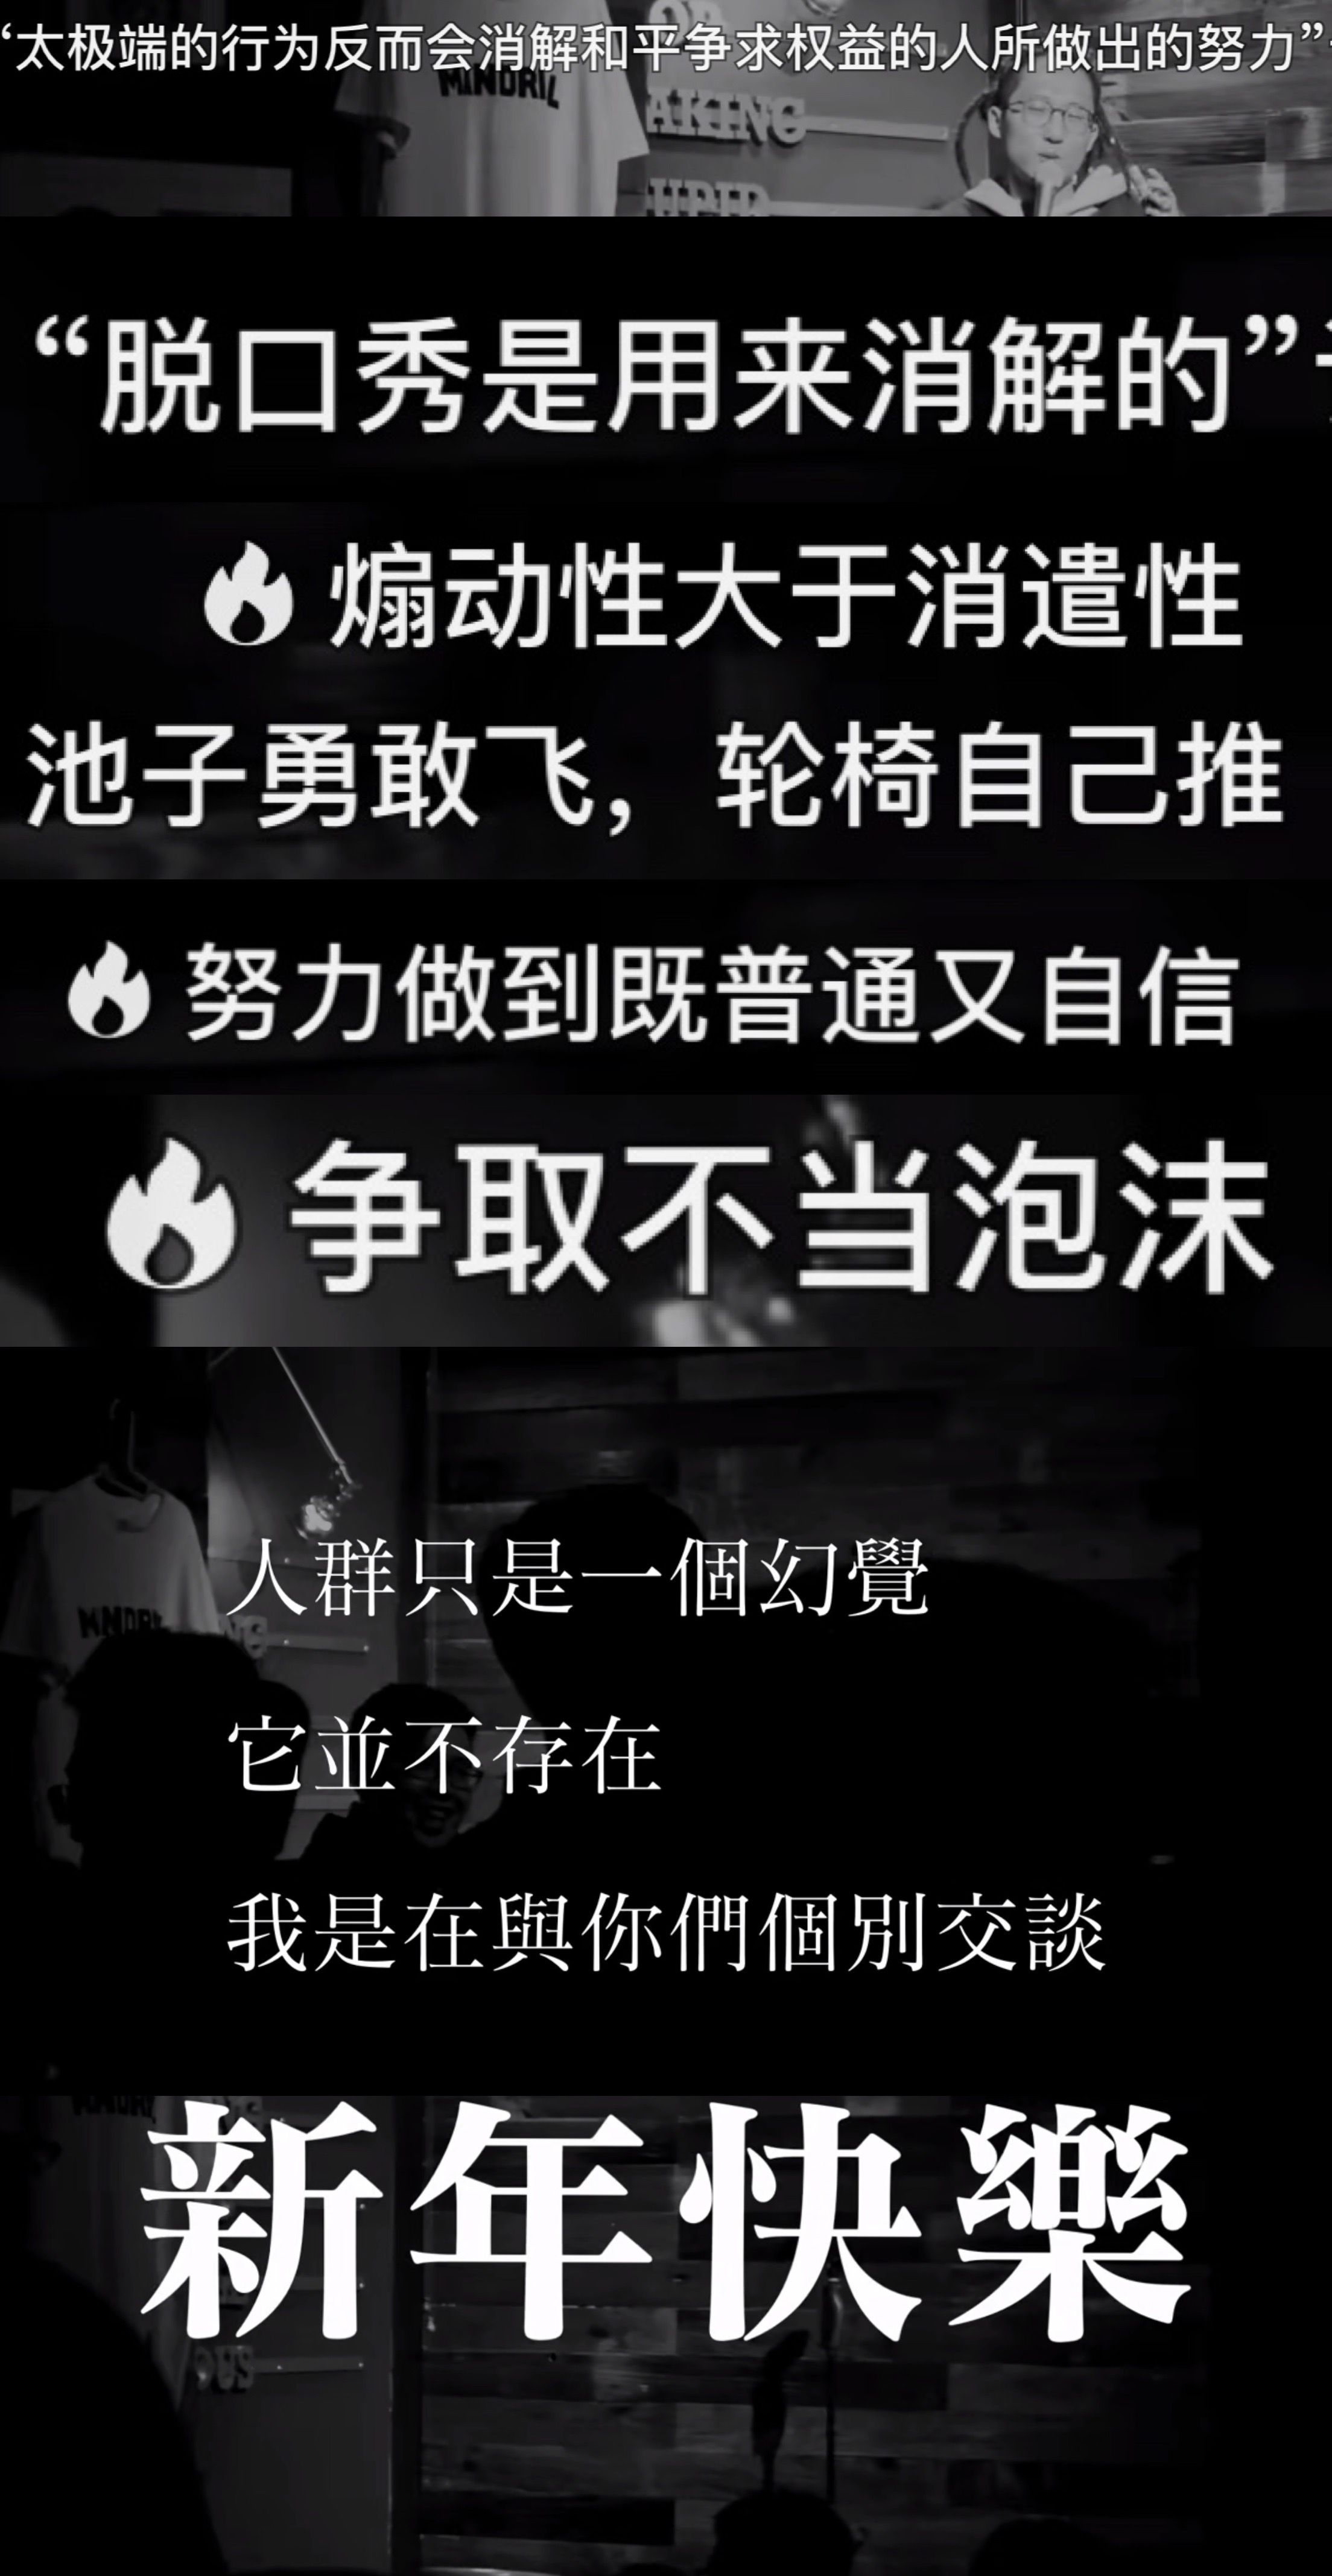 “太极端的行为反而会消解和平争求权益的人所做出的努力”
MINDRIL
AKING
“脱口秀是用来消解的”
🔥 煽动性大于消遣性
池子勇敢飞，轮椅自己推
🔥 努力做到既普通又自信
🔥 争取不当泡沫
人群只是一個幻覺
它並不存在
我是在與你們個別交談
新年快樂